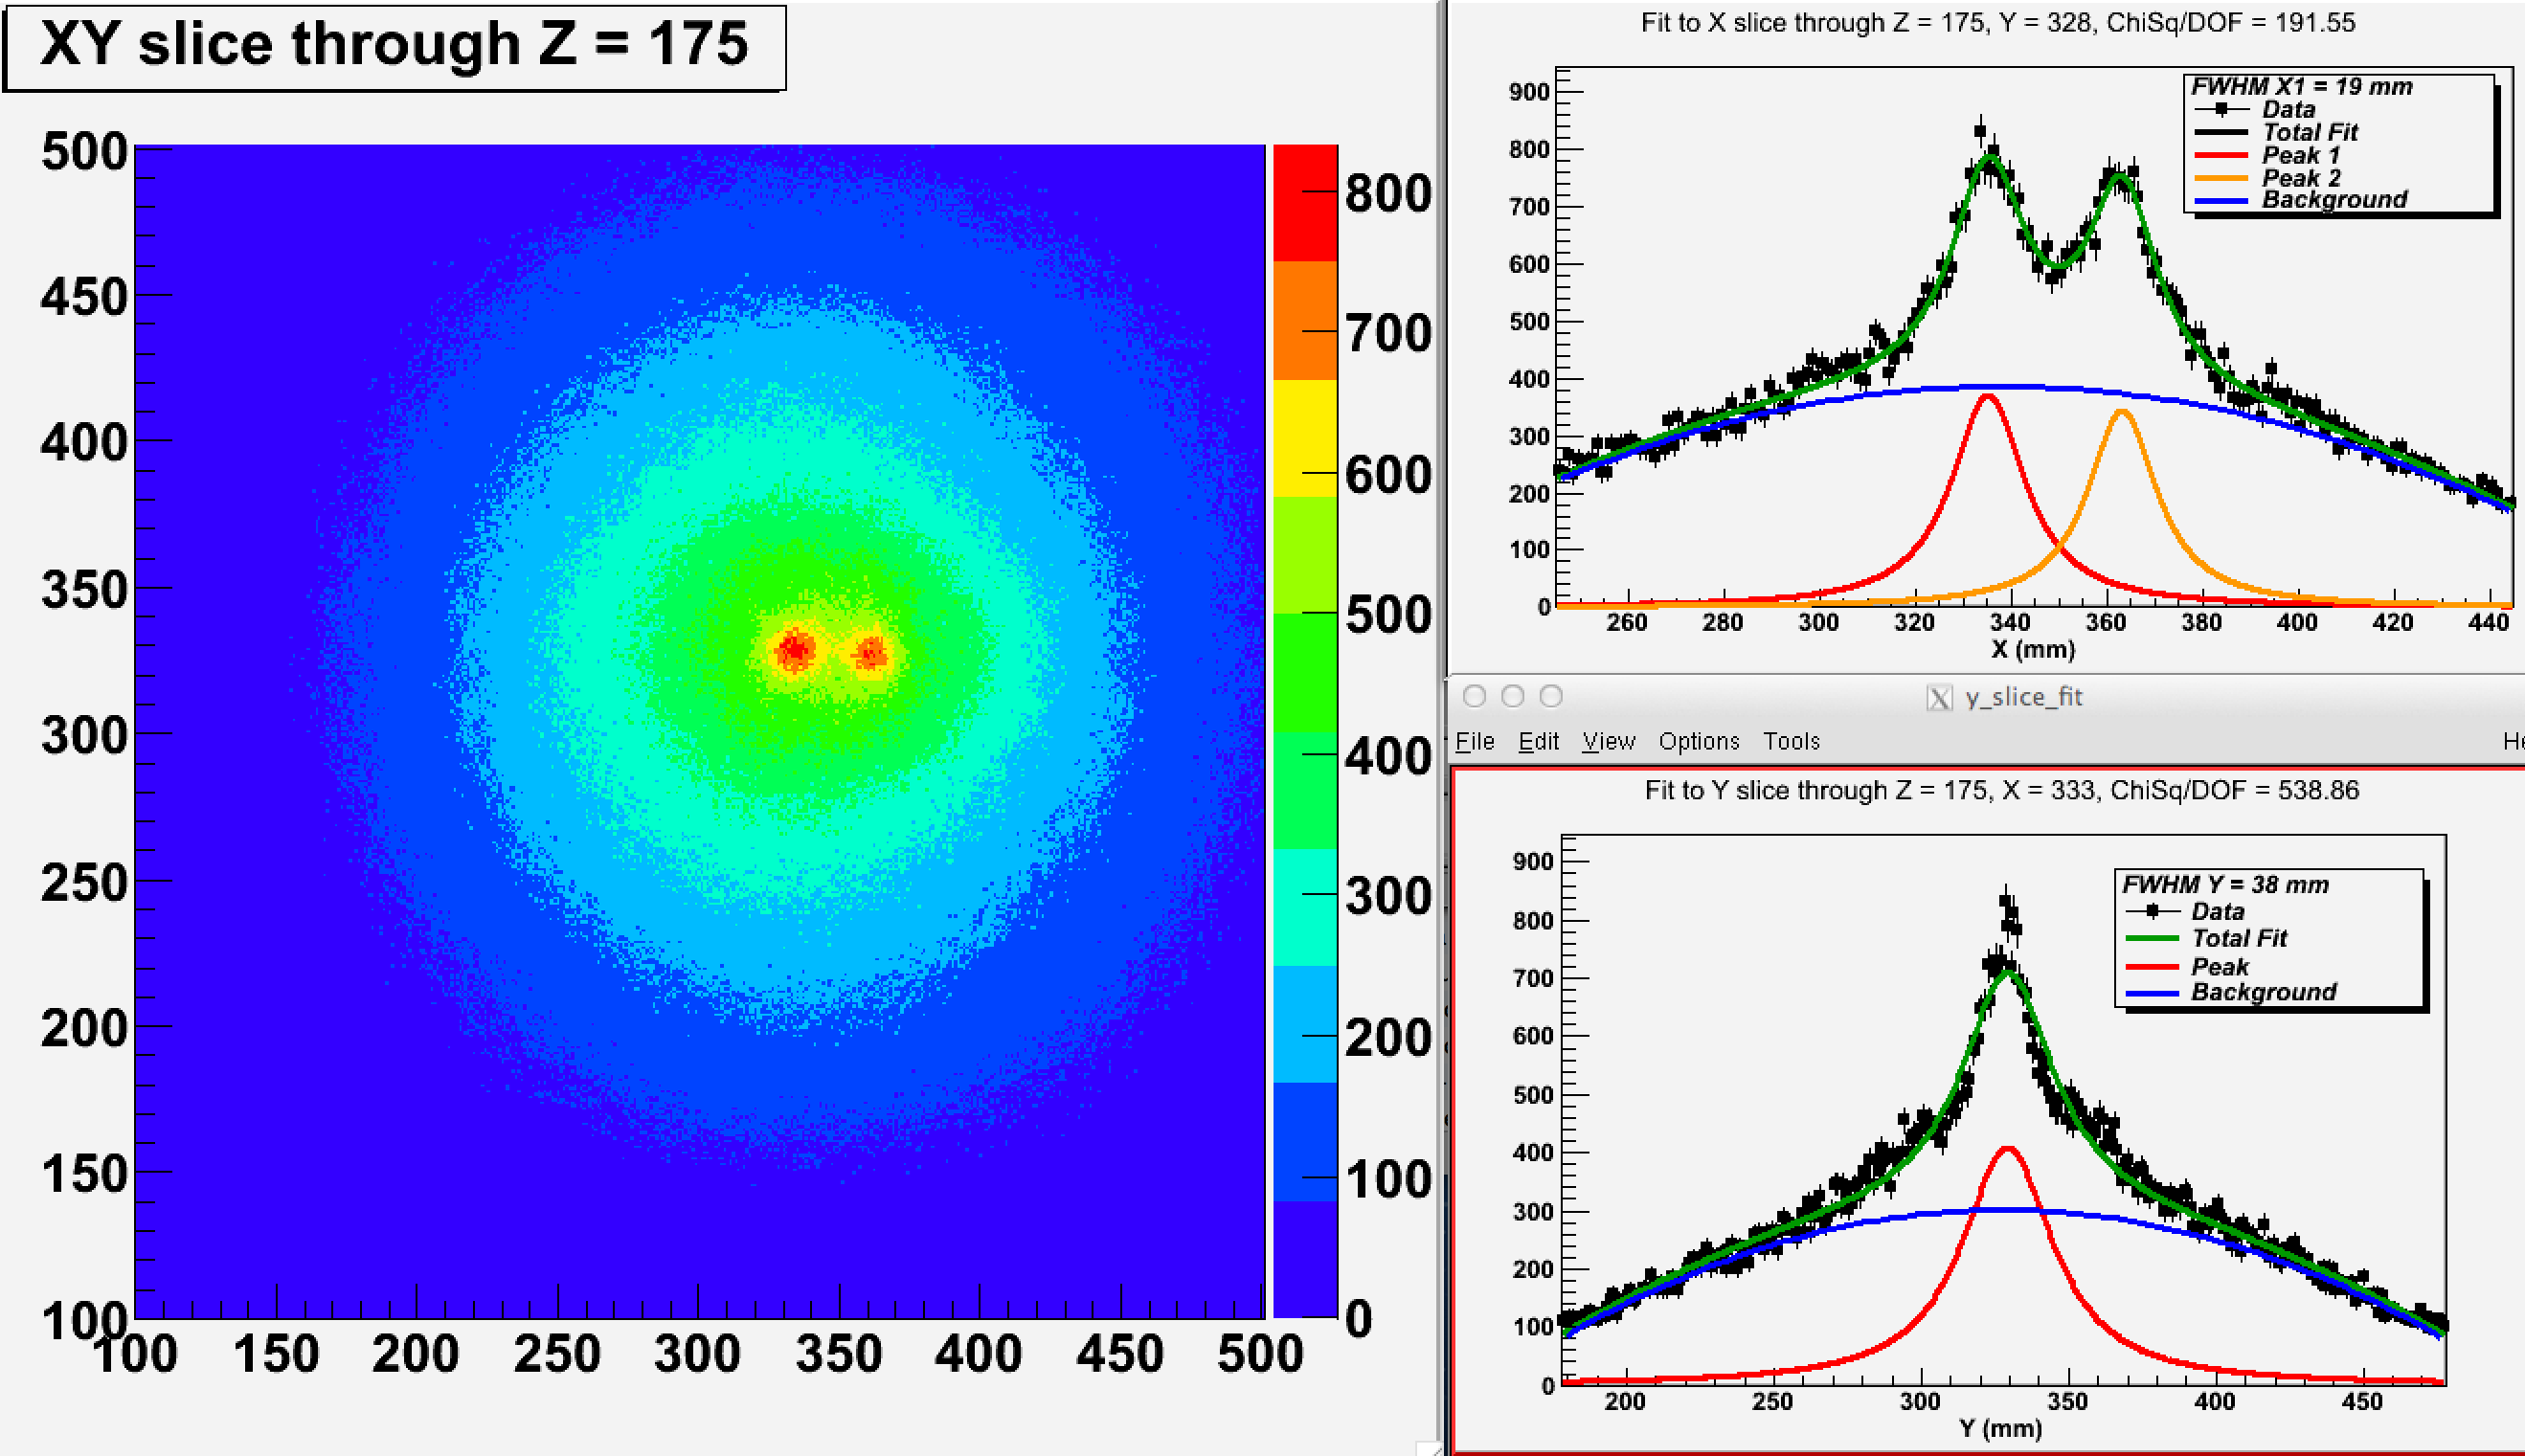 XY slice through Z = 175
500
450
400
350
300
250
200
150
100
100 150 200 250 300 350 400 450 500
800
700
600
500
400
300
200
100
0
Fit to X slice through Z = 175, Y = 328, ChiSq/DOF = 191.55
900
800
700
600
500
400
300
200
100
0
FWHM X1 = 19 mm
Data
Total Fit
Peak 1
Peak 2
Background
260 280 300 320 340 360 380 400 420 440
X (mm)
X y_slice_fit
File Edit View Options Tools He
Fit to Y slice through Z = 175, X = 333, ChiSq/DOF = 538.86
900
800
700
600
500
400
300
200
100
0
FWHM Y = 38 mm
Data
Total Fit
Peak
Background
200 250 300 350 400 450
Y (mm)